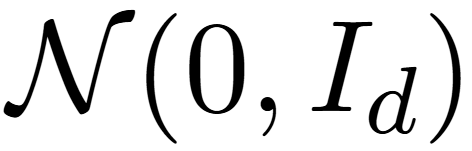 𝒩(0, I_d)